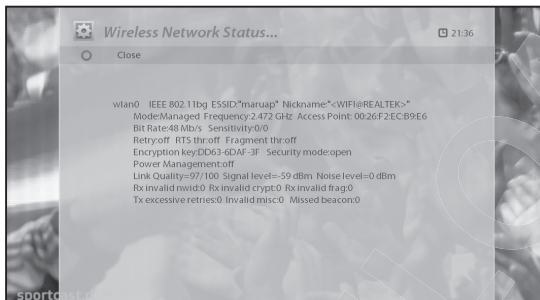 Wireless Network Status...
21:36
Close
wlan0 IEEE 802.11bg ESSID:"maruap" Nickname:"<WIFI@REALTEK>"
Mode:Managed Frequency:2.472 GHz Access Point: 00:26:F2:EC:B9:E6
Bit Rate:48 Mb/s Sensitivity:0/0
Retry:off RTS thr:off Fragment thr:off
Encryption key:DD63-6DAF-3F Security mode:open
Power Management:off
Link Quality=97/100 Signal level=-59 dBm Noise level=0 dBm
Rx invalid nwid:0 Rx invalid crypt:0 Rx invalid frag:0
Tx excessive retries:0 Invalid misc:0 Missed beacon:0